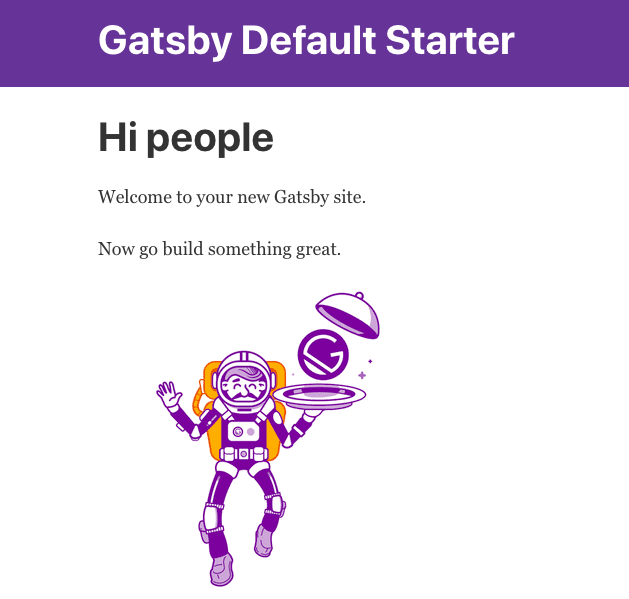 Gatsby Default Starter
Hi people
Welcome to your new Gatsby site.
Now go build something great.